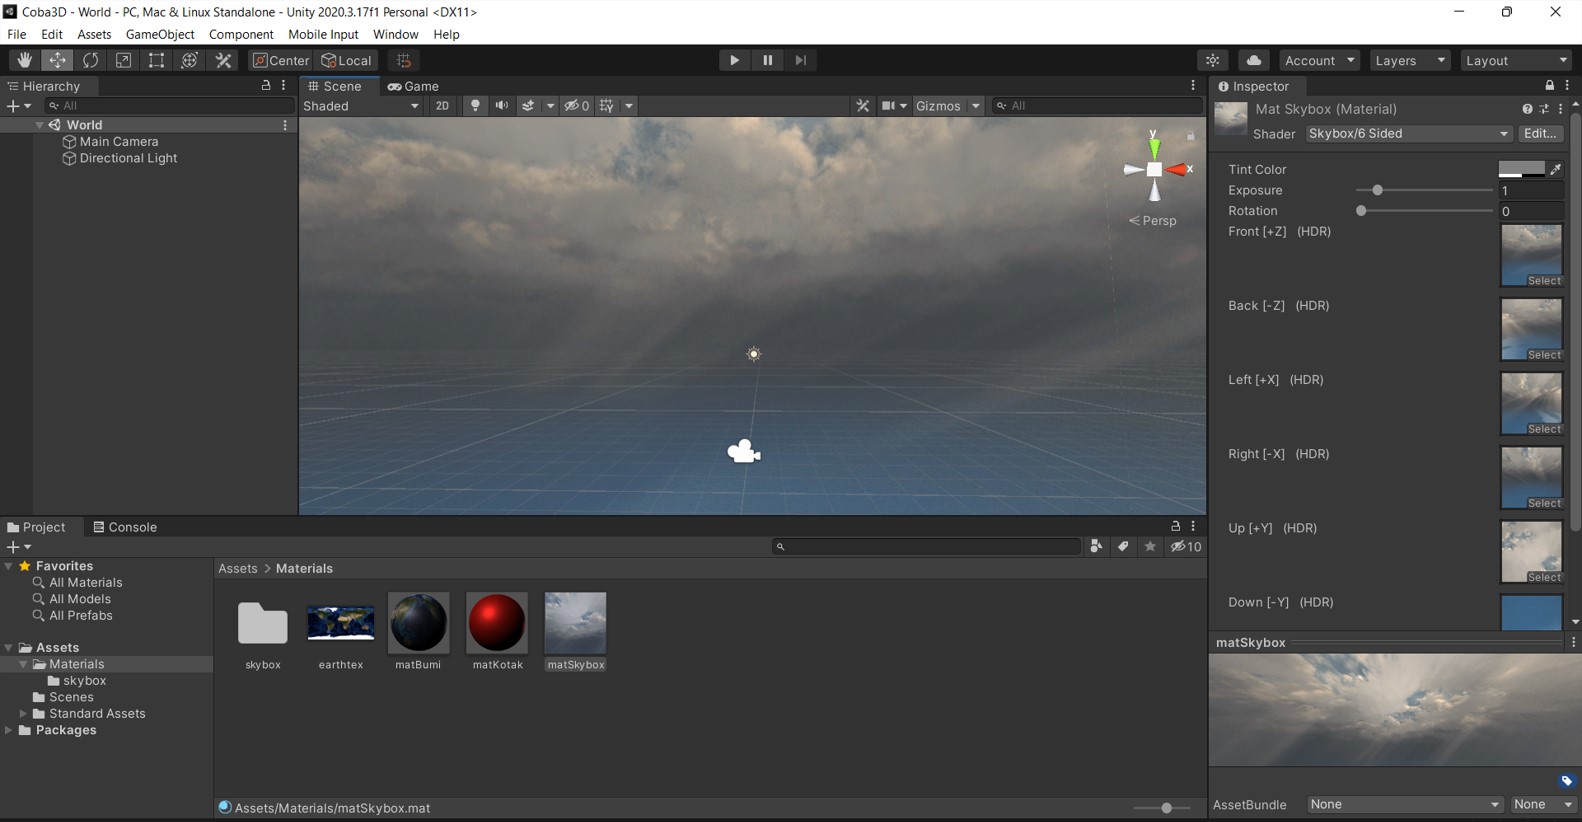 Coba3D - World - PC, Mac & Linux Standalone - Unity 2020.3.17f1 Personal <DX11>
File Edit Assets GameObject Component Mobile Input Window Help
Center Local Account Layers Layout
Hierarchy
All
World
Main Camera
Directional Light
Scene Game
Shaded 2D 0 Gizmos All
y
x
Persp
Inspector
Mat Skybox (Material)
Shader Skybox/6 Sided Edit...
Tint Color
Exposure 1
Rotation 0
Front [+Z] (HDR)
Select
Back [-Z] (HDR)
Select
Left [+X] (HDR)
Select
Right [-X] (HDR)
Select
Up [+Y] (HDR)
Select
Down [-Y] (HDR)
Project Console
10
Favorites
All Materials
All Models
All Prefabs
Assets
Materials
skybox
Scenes
Standard Assets
Packages
Assets > Materials
skybox earthtex matBumi matKotak matSkybox
Assets/Materials/matSkybox.mat
matSkybox
AssetBundle None None